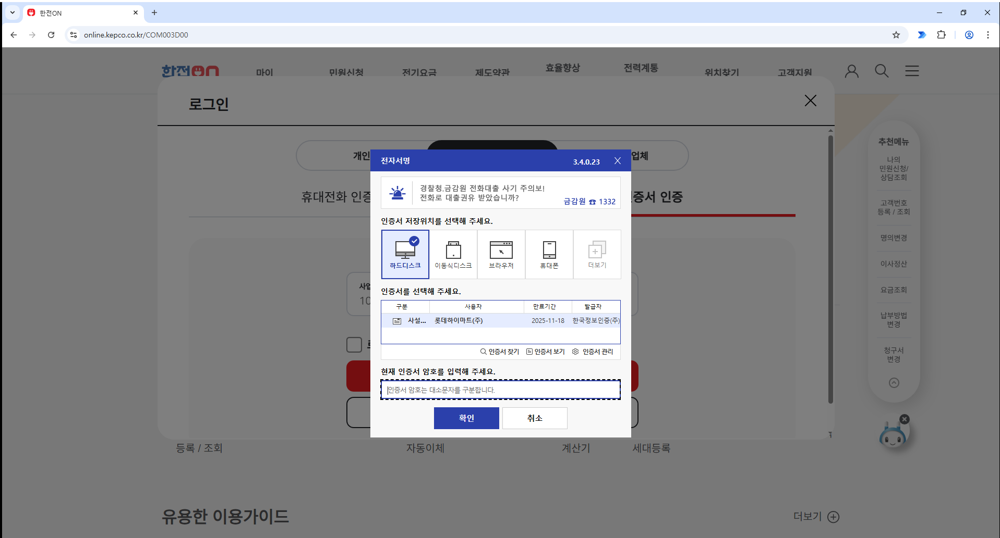 한전ON
online.kepco.co.kr/COM003D00
한전ON
마이
민원신청
전기요금
제도약관
효율향상
전력계통
위치찾기
고객지원
로그인
개인
업체
휴대전화 인증
인증서 인증
추천메뉴
나의
민원신청/
상담조회
고객번호
등록 / 조회
명의변경
이사정산
요금조회
납부방법
변경
청구서
변경
전자서명
3.4.0.23
경찰청.금감원 전화대출 사기 주의보!
전화로 대출권유 받았습니까?
금감원 ☎ 1332
인증서 저장위치를 선택해 주세요.
하드디스크
이동식디스크
브라우저
휴대폰
더보기
인증서를 선택해 주세요.
구분 사용자 만료기간 발급자
사설... 롯데하이마트(주) 2025-11-18 한국정보인증(주)
인증서 찾기 인증서 보기 인증서 관리
현재 인증서 암호를 입력해 주세요.
인증서 암호는 대소문자를 구분합니다.
확인
취소
사업
10
등록 / 조회
자동이체
계산기
세대등록
유용한 이용가이드
더보기